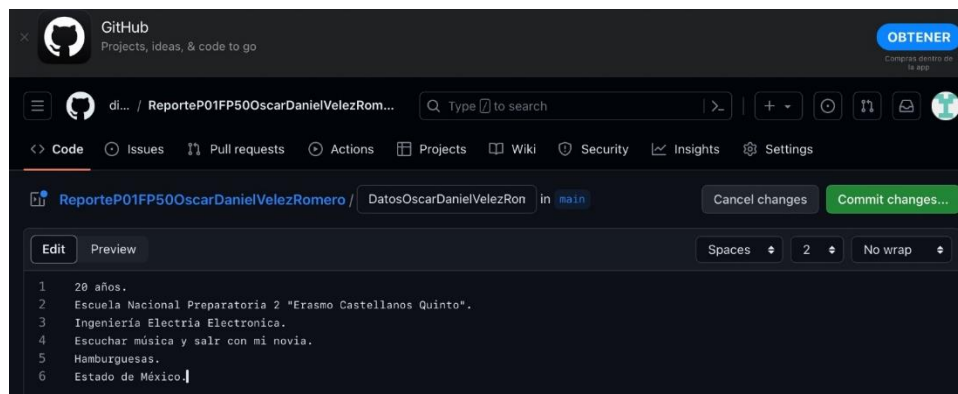 GitHub
Projects, ideas, & code to go
OBTENER
Compras dentro de
la app
di... / ReporteP01FP50OscarDanielVelezRom...
Type / to search
Code Issues Pull requests Actions Projects Wiki Security Insights Settings
ReporteP01FP50OscarDanielVelezRomero / DatosOscarDanielVelezRon in main Cancel changes Commit changes...
Edit Preview Spaces 2 No wrap
1 20 años.
2 Escuela Nacional Preparatoria 2 "Erasmo Castellanos Quinto".
3 Ingeniería Electria Electronica.
4 Escuchar música y salr con mi novia.
5 Hamburguesas.
6 Estado de México.